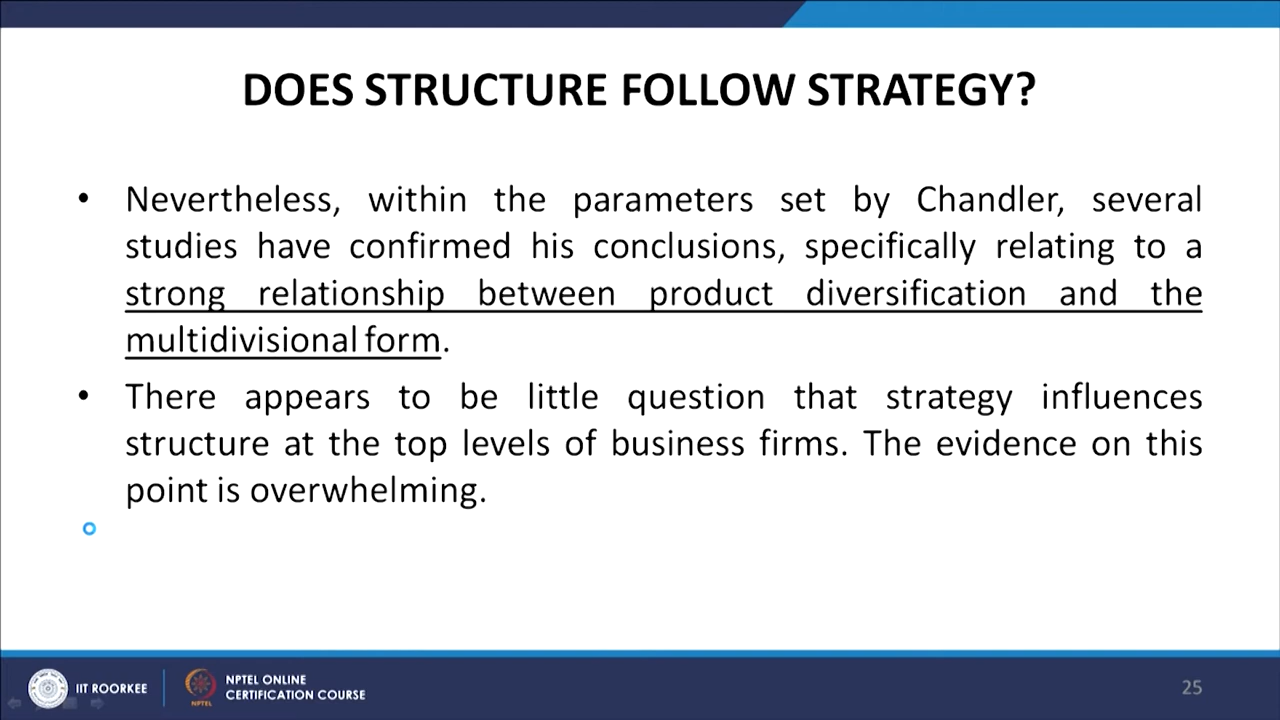 DOES STRUCTURE FOLLOW STRATEGY?
• Nevertheless, within the parameters set by Chandler, several
studies have confirmed his conclusions, specifically relating to a
strong relationship between product diversification and the
multidivisional form.
• There appears to be little question that strategy influences
structure at the top levels of business firms. The evidence on this
point is overwhelming.
IIT ROORKEE
NPTEL
NPTEL ONLINE
CERTIFICATION COURSE
25